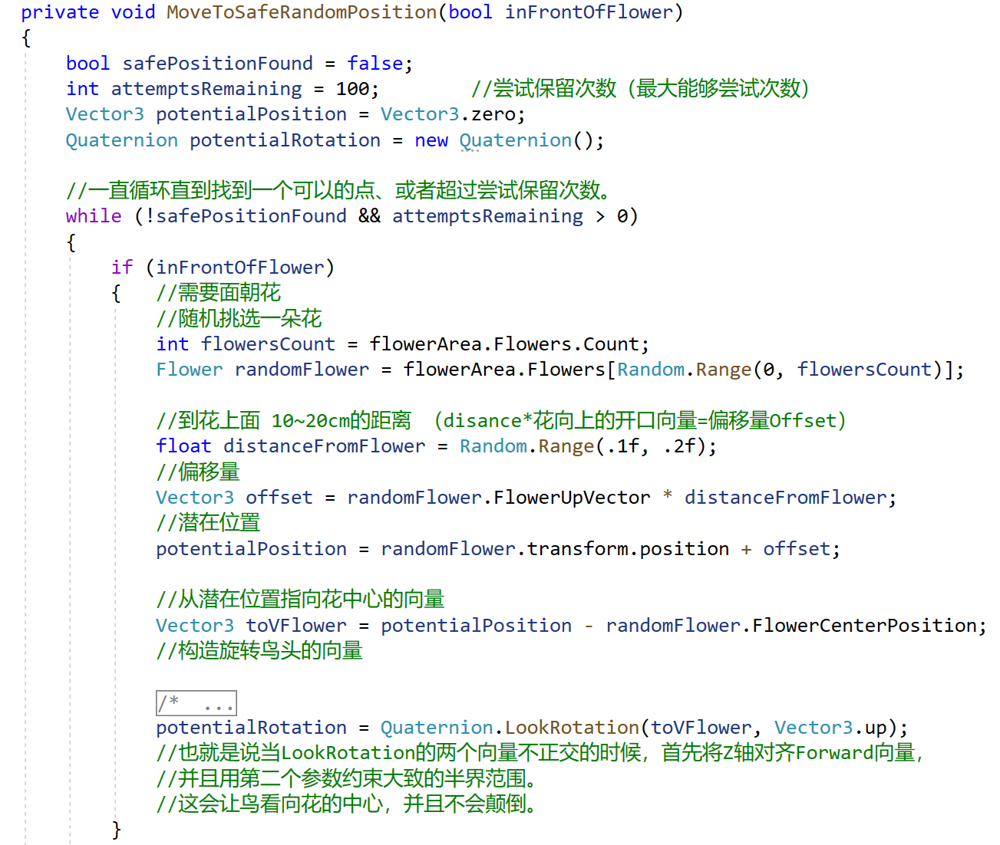 private void MoveToSafeRandomPosition(bool inFrontOfFlower)
{
    bool safePositionFound = false;
    int attemptsRemaining = 100;        //尝试保留次数（最大能够尝试次数）
    Vector3 potentialPosition = Vector3.zero;
    Quaternion potentialRotation = new Quaternion();

    //一直循环直到找到一个可以的点、或者超过尝试保留次数。
    while (!safePositionFound && attemptsRemaining > 0)
    {
        if (inFrontOfFlower)
        {   //需要面朝花
            //随机挑选一朵花
            int flowersCount = flowerArea.Flowers.Count;
            Flower randomFlower = flowerArea.Flowers[Random.Range(0, flowersCount)];

            //到花上面 10~20cm的距离 （disance*花向上的开口向量=偏移量Offset）
            float distanceFromFlower = Random.Range(.1f, .2f);
            //偏移量
            Vector3 offset = randomFlower.FlowerUpVector * distanceFromFlower;
            //潜在位置
            potentialPosition = randomFlower.transform.position + offset;

            //从潜在位置指向花中心的向量
            Vector3 toVFlower = potentialPosition - randomFlower.FlowerCenterPosition;
            //构造旋转鸟头的向量

            /*  ...
            potentialRotation = Quaternion.LookRotation(toVFlower, Vector3.up);
            //也就是说当LookRotation的两个向量不正交的时候，首先将Z轴对齐Forward向量，
            //并且用第二个参数约束大致的半界范围。
            //这会让鸟看向花的中心，并且不会颠倒。
        }